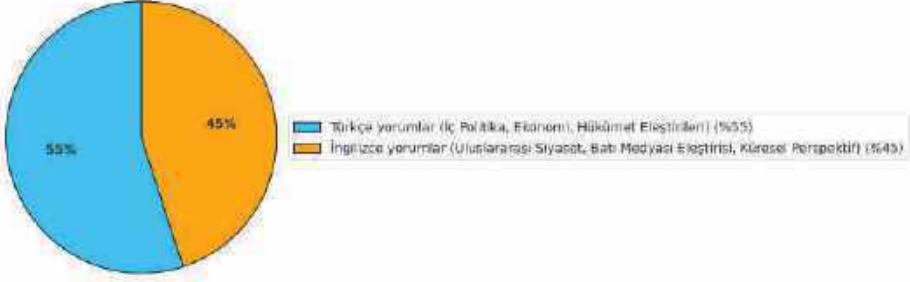 45%
55%
Türkçe yorumlar (İç Politika, Ekonomi, Hükümet Eleştirileri) (%55)
İngilizce yorumlar (Uluslararası Siyaset, Batı Medyası Eleştirisi, Küresel Perspektif) (%45)